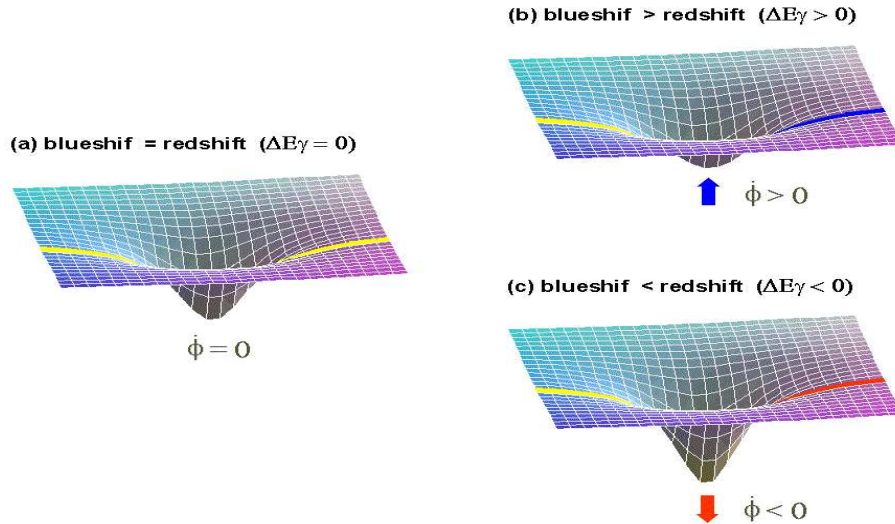 (a) blueshif = redshift (ΔEγ = 0)
ϕ̇ = 0
(b) blueshif > redshift (ΔEγ > 0)
ϕ̇ > 0
(c) blueshif < redshift (ΔEγ < 0)
ϕ̇ < 0